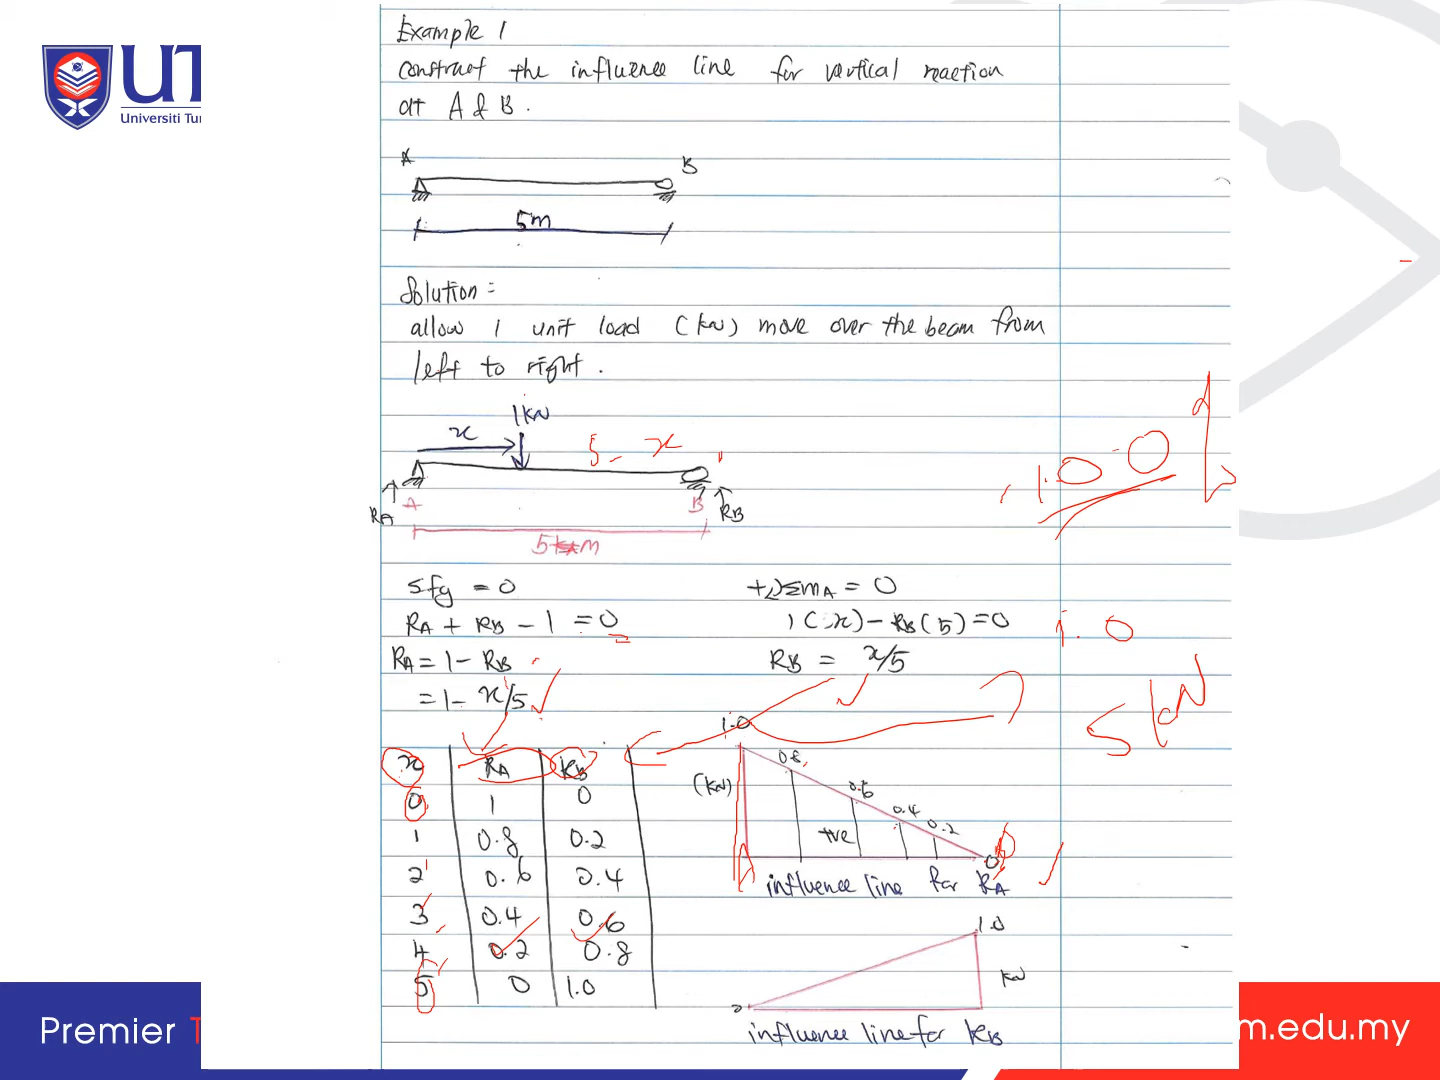 UT
Universiti Tu
Example 1
construct the influence line for vertical reaction
at A & B.
A
B
5m
Solution =
allow 1 unit load (kN) move over the beam from
left to right.
1kN
x
5 - x
RA
A
B
RB
5 m
1.0 0
Σfy = 0
RA + RB - 1 = 0
RA = 1 - RB
= 1 - x/5
+ΣmA = 0
1(x) - RB(5) = 0
RB = x/5
1.0
5 kN
x RA RB
0 1 0
1 0.8 0.2
2 0.6 0.4
3 0.4 0.6
4 0.2 0.8
5 0 1.0
1.0
(kN)
0.8
0.6
0.4
0.2
+ve
0
A
B
influence line for RA
1.0
kN
influence line for RB
Premier T
m.edu.my